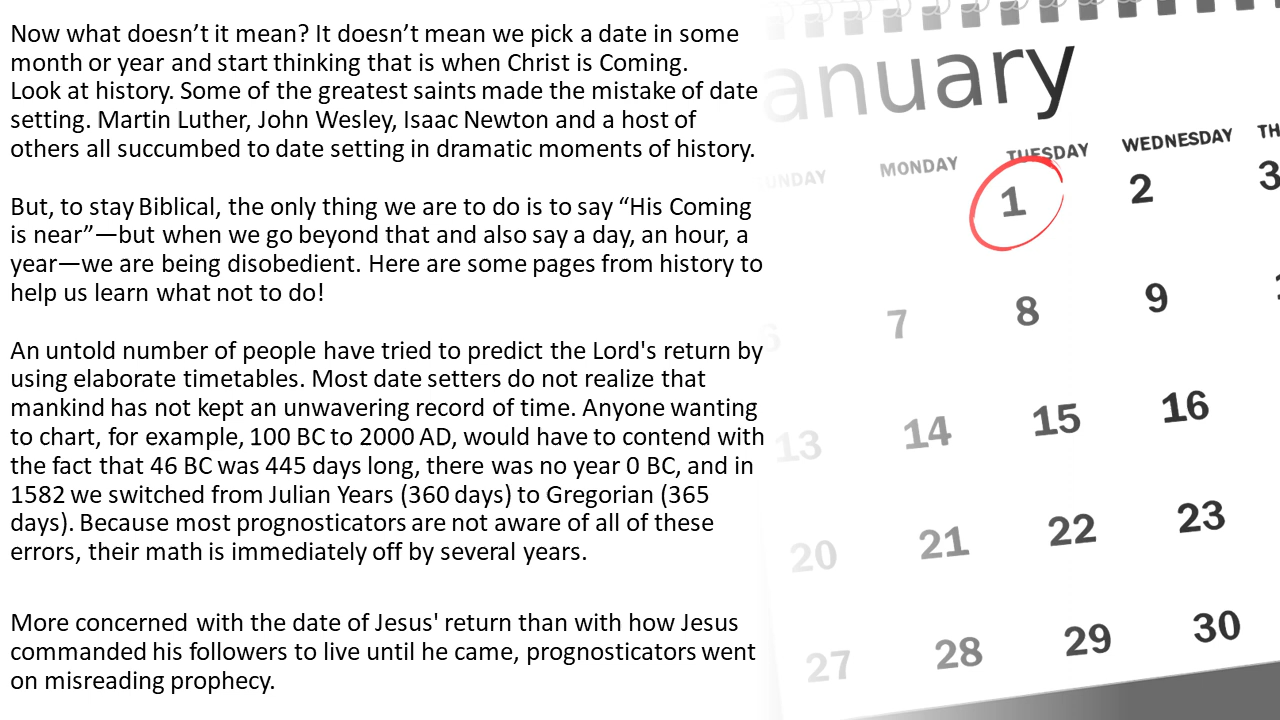 Now what doesn’t it mean? It doesn’t mean we pick a date in some
month or year and start thinking that is when Christ is Coming.
Look at history. Some of the greatest saints made the mistake of date
setting. Martin Luther, John Wesley, Isaac Newton and a host of
others all succumbed to date setting in dramatic moments of history.
But, to stay Biblical, the only thing we are to do is to say “His Coming
is near”—but when we go beyond that and also say a day, an hour, a
year—we are being disobedient. Here are some pages from history to
help us learn what not to do!
An untold number of people have tried to predict the Lord's return by
using elaborate timetables. Most date setters do not realize that
mankind has not kept an unwavering record of time. Anyone wanting
to chart, for example, 100 BC to 2000 AD, would have to contend with
the fact that 46 BC was 445 days long, there was no year 0 BC, and in
1582 we switched from Julian Years (360 days) to Gregorian (365
days). Because most prognosticators are not aware of all of these
errors, their math is immediately off by several years.
More concerned with the date of Jesus' return than with how Jesus
commanded his followers to live until he came, prognosticators went
on misreading prophecy.
anuary
UNDAY MONDAY TUESDAY WEDNESDAY TH
1 2 3
6 7 8 9 1
13 14 15 16
20 21 22 23
27 28 29 30